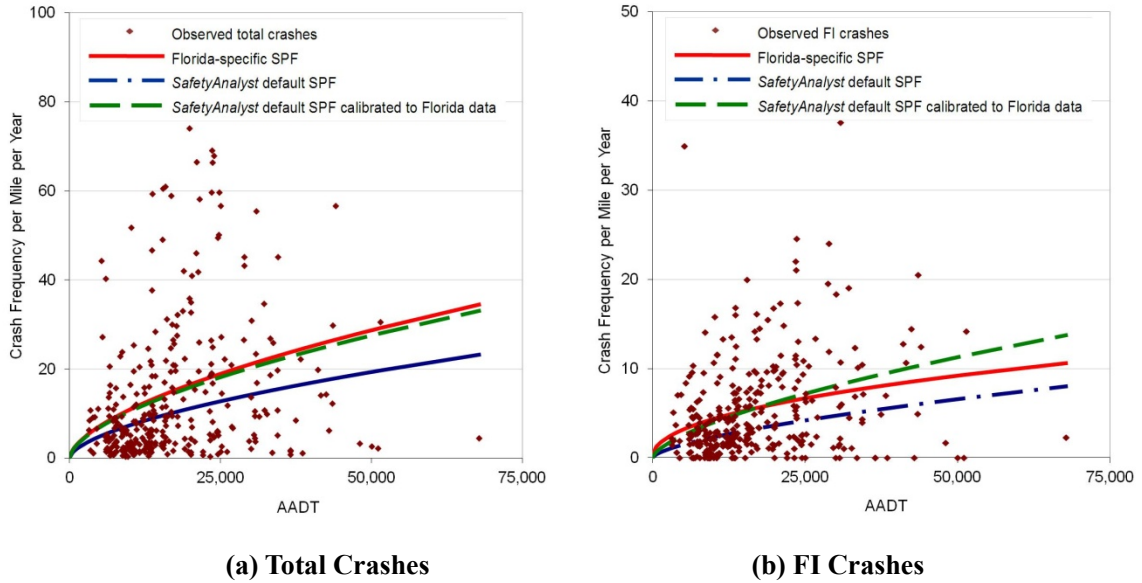 100
80
60
40
20
0
Crash Frequency per Mile per Year
Observed total crashes
Florida-specific SPF
SafetyAnalyst default SPF
SafetyAnalyst default SPF calibrated to Florida data
0
25,000
50,000
75,000
AADT
(a) Total Crashes
50
40
30
20
10
0
Crash Frequency per Mile per Year
Observed FI crashes
Florida-specific SPF
SafetyAnalyst default SPF
SafetyAnalyst default SPF calibrated to Florida data
0
25,000
50,000
75,000
AADT
(b) FI Crashes